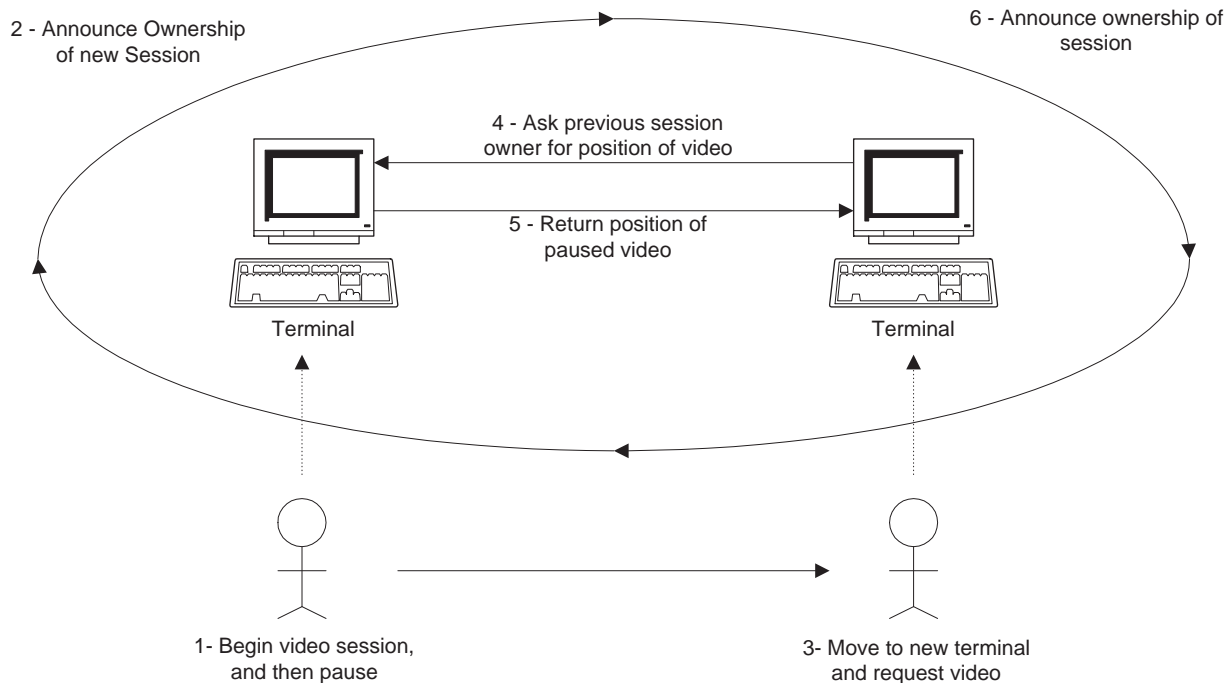 2 - Announce Ownership
of new Session
6 - Announce ownership of
session
4 - Ask previous session
owner for position of video
5 - Return position of
paused video
Terminal
Terminal
1- Begin video session,
and then pause
3- Move to new terminal
and request video